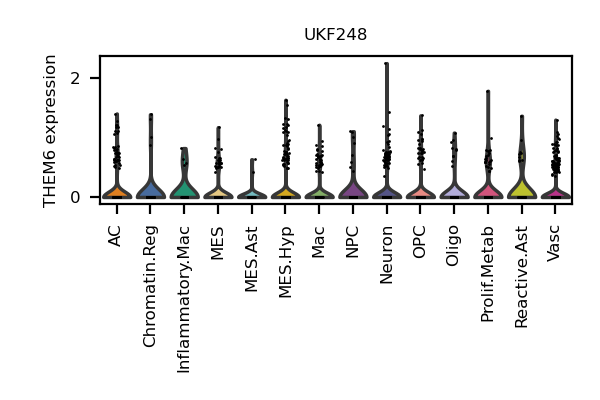 UKF248
THEM6 expression
2
0
AC
Chromatin.Reg
Inflammatory.Mac
MES
MES.Ast
MES.Hyp
Mac
NPC
Neuron
OPC
Oligo
Prolif.Metab
Reactive.Ast
Vasc